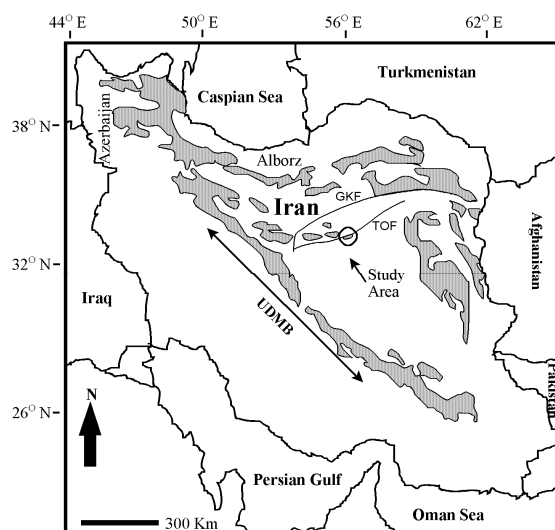 44° E
50° E
56° E
62° E
Turkmenistan
Caspian Sea
38° N
Azerbaijan
Alborz
GKF
Iran
TOF
Afghanistan
32° N
Study
Area
Iraq
UDMB
Pakistan
N
26° N
Persian Gulf
Oman Sea
300 Km